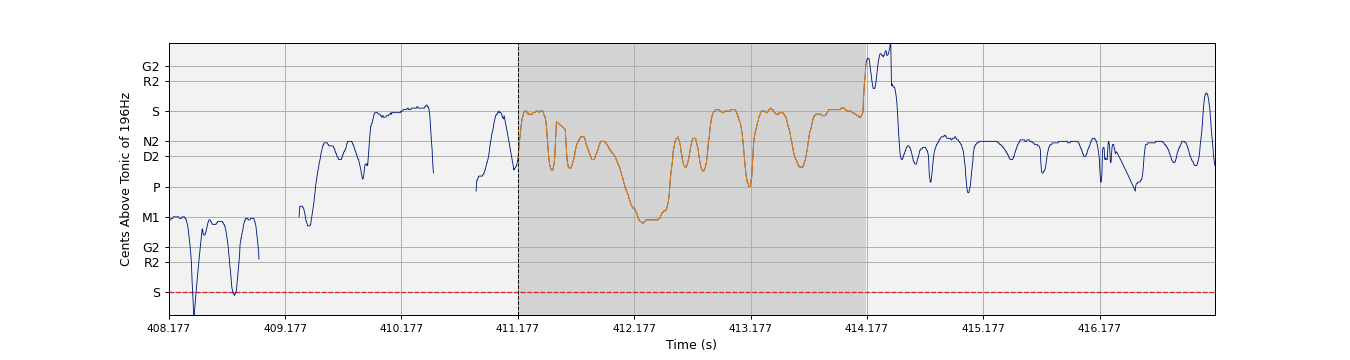 Cents Above Tonic of 196Hz
G2
R2
S
N2
D2
P
M1
G2
R2
S
408.177 409.177 410.177 411.177 412.177 413.177 414.177 415.177 416.177
Time (s)